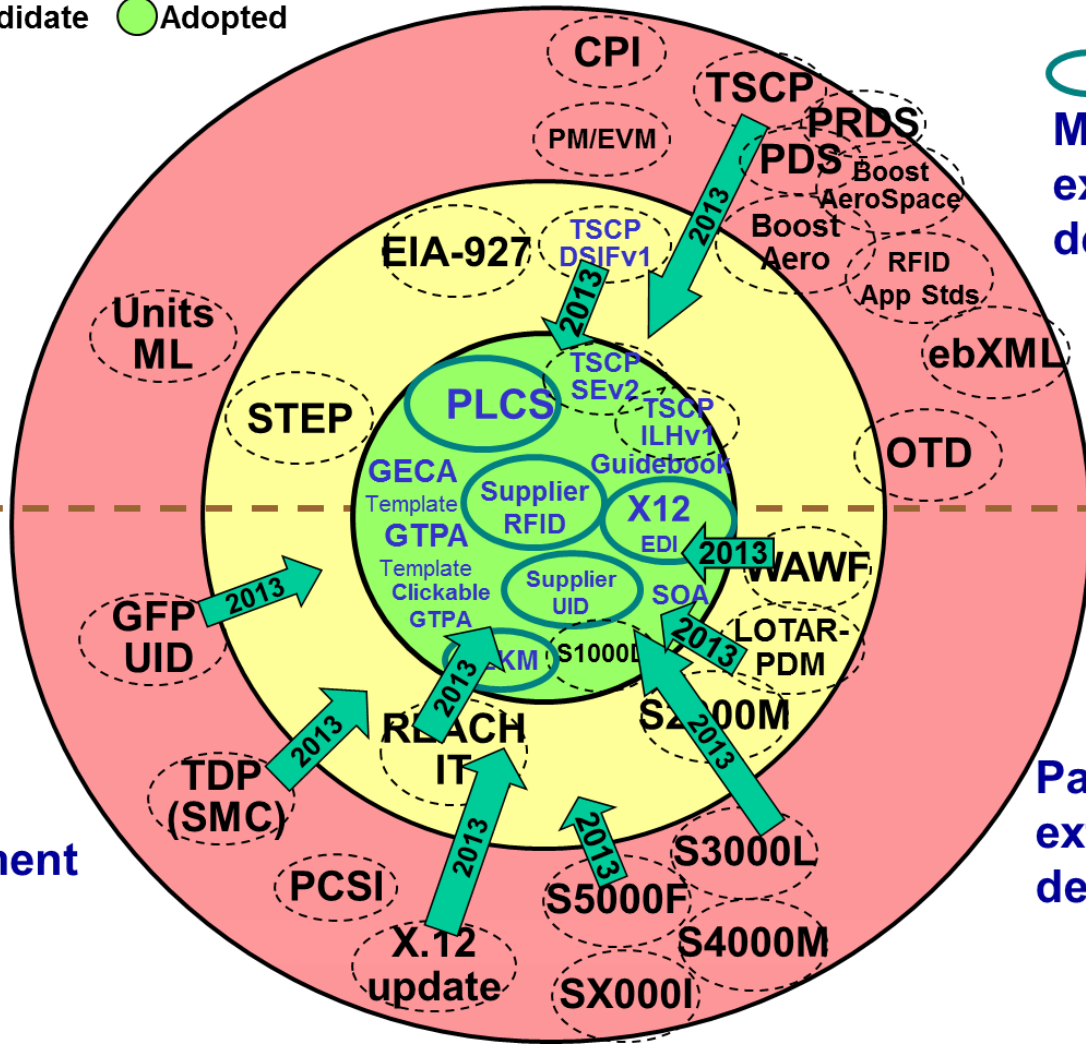 didate
Adopted
CPI
TSCP
PRDS
PM/EVM
PDS
Boost
AeroSpace
M
ex
de
2013
EIA-927
TSCP
DSIFv1
Boost
Aero
RFID
App Stds
2013
Units
ML
ebXML
STEP
PLCS
TSCP
SEv2
TSCP
ILHv1
Guidebook
OTD
GECA
Template
GTPA
Template
Clickable
GTPA
Supplier
RFID
X12
EDI
2013
WAWF
Supplier
UID
SOA
2013
LOTAR-
PDM
GFP
UID
2013
KM
S1000D
2013
REACH
IT
S2000M
2013
TDP
(SMC)
2013
Pa
ex
de
ment
2013
2013
S3000L
PCSI
S5000F
X.12
update
S4000M
SX000I